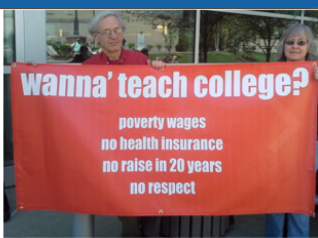 wanna' teach college?
poverty wages
no health insurance
no raise in 20 years
no respect